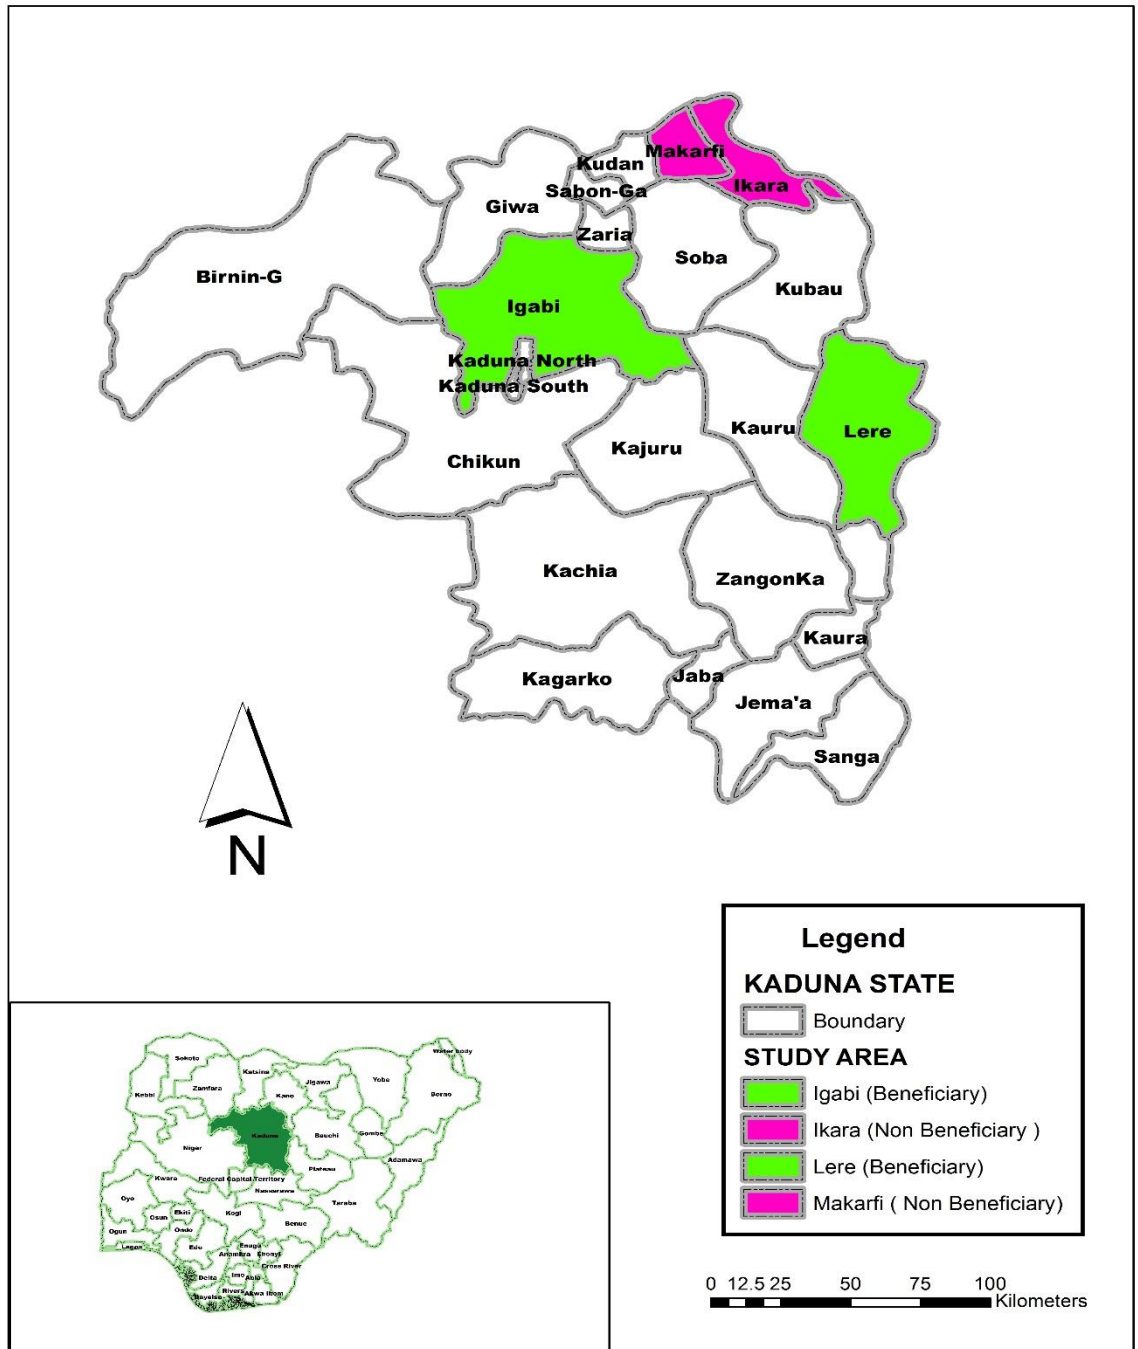 Makarfi
Kudan
Ikara
Sabon-Ga
Giwa
Zaria
Soba
Birnin-G
Kubau
Igabi
Kaduna North
Kaduna South
Kauru
Lere
Kajuru
Chikun
Kachia
ZangonKa
Kaura
Jaba
Kagarko
Jema'a
Sanga
N
Legend
KADUNA STATE
Boundary
STUDY AREA
Igabi (Beneficiary)
Ikara (Non Beneficiary )
Lere (Beneficiary)
Makarfi ( Non Beneficiary)
0 12.5 25 50 75 100
Kilometers
Water body
Sokoto
Katsina
Jigawa
Yobe
Zamfara
Kano
Kebbi
Borno
Kaduna
Bauchi
Gombe
Niger
Adamawa
Plateau
Federal Capital Territory
Kwara
Nassarawa
Oyo
Taraba
Kogi
Osun
Ekiti
Benue
Ogun
Ondo
Lagos
Edo
Enugu
Anambra
Ebonyi
Cross River
Delta
Imo
Abia
Rivers
Bayelsa
Akwa Ibom